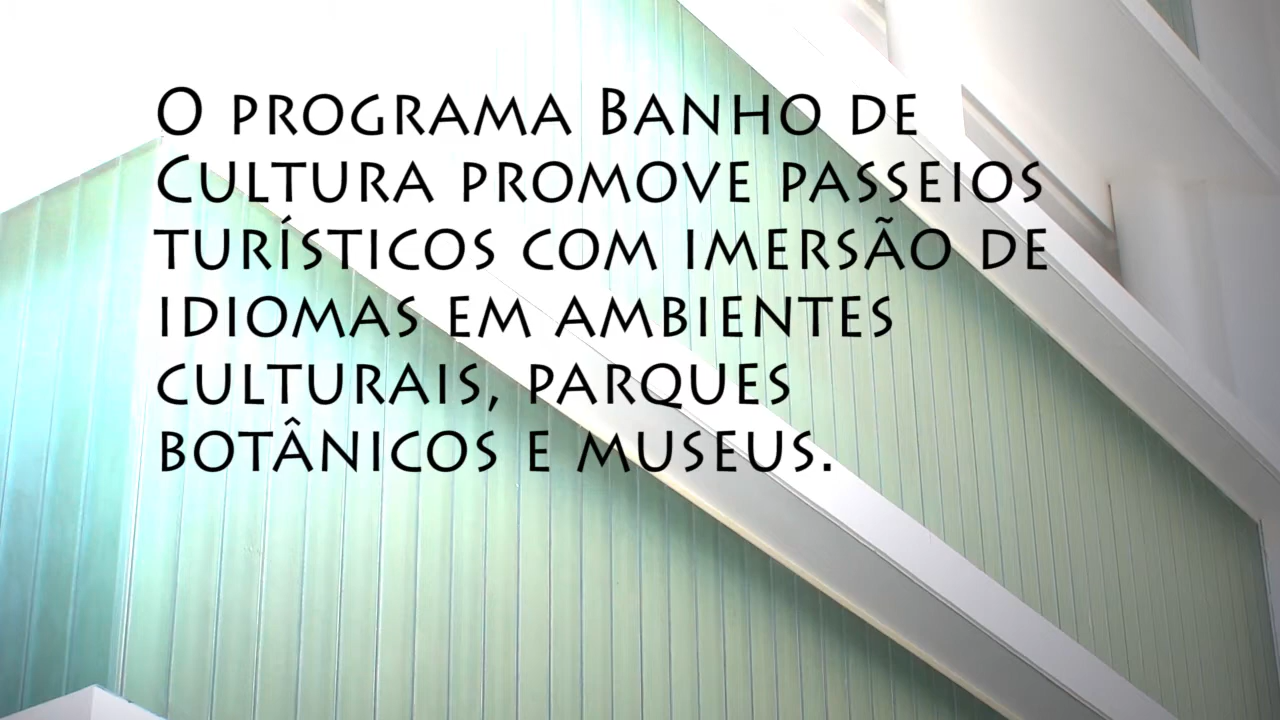 O programa Banho de
Cultura promove passeios
turísticos com imersão de
idiomas em ambientes
culturais, parques
botânicos e museus.